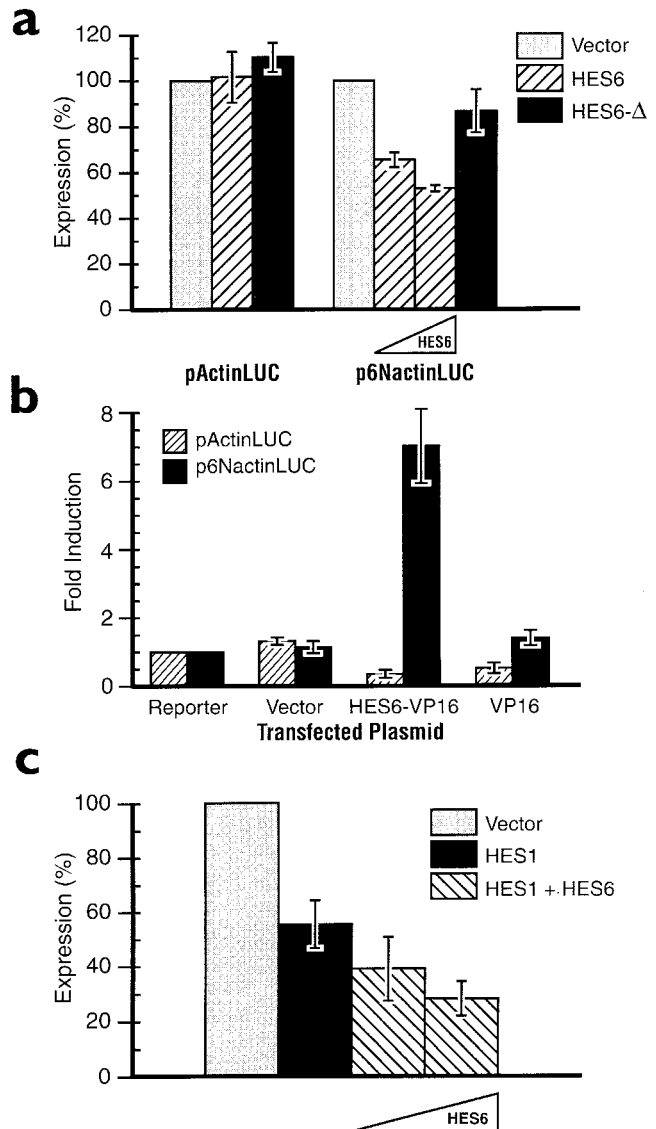 a
120
100
80
60
40
20
0
Expression (%)
Vector
HES6
HES6-Δ
HES6
pActinLUC
p6NactinLUC
b
8
6
4
2
0
Fold Induction
pActinLUC
p6NactinLUC
Reporter
Vector
HES6-VP16
VP16
Transfected Plasmid
c
100
80
60
40
20
0
Expression (%)
Vector
HES1
HES1 +.HES6
HES6